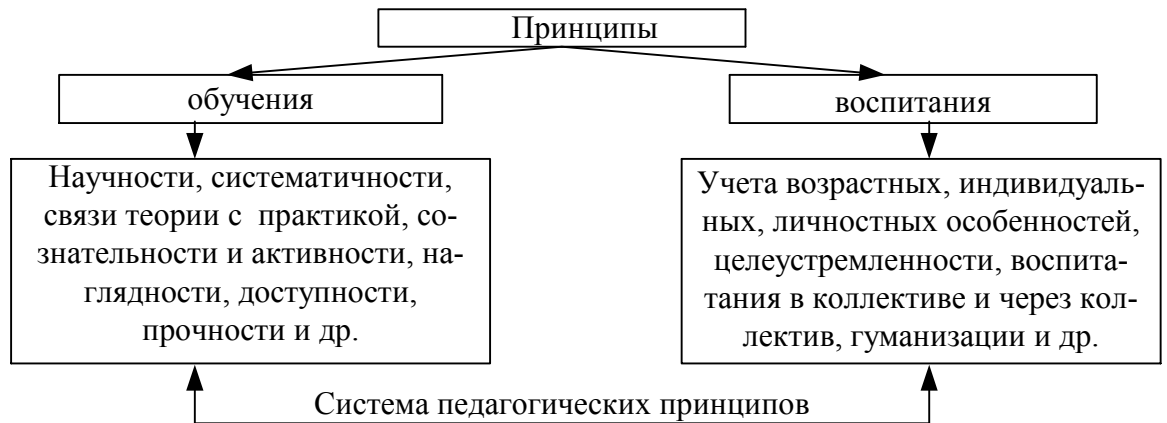 Принципы
обучения
воспитания
Научности, систематичности,
связи теории с практикой, со-
знательности и активности, на-
глядности, доступности,
прочности и др.
Учета возрастных, индивидуаль-
ных, личностных особенностей,
целеустремленности, воспита-
тания в коллективе и через кол-
лектив, гуманизации и др.
Система педагогических принципов